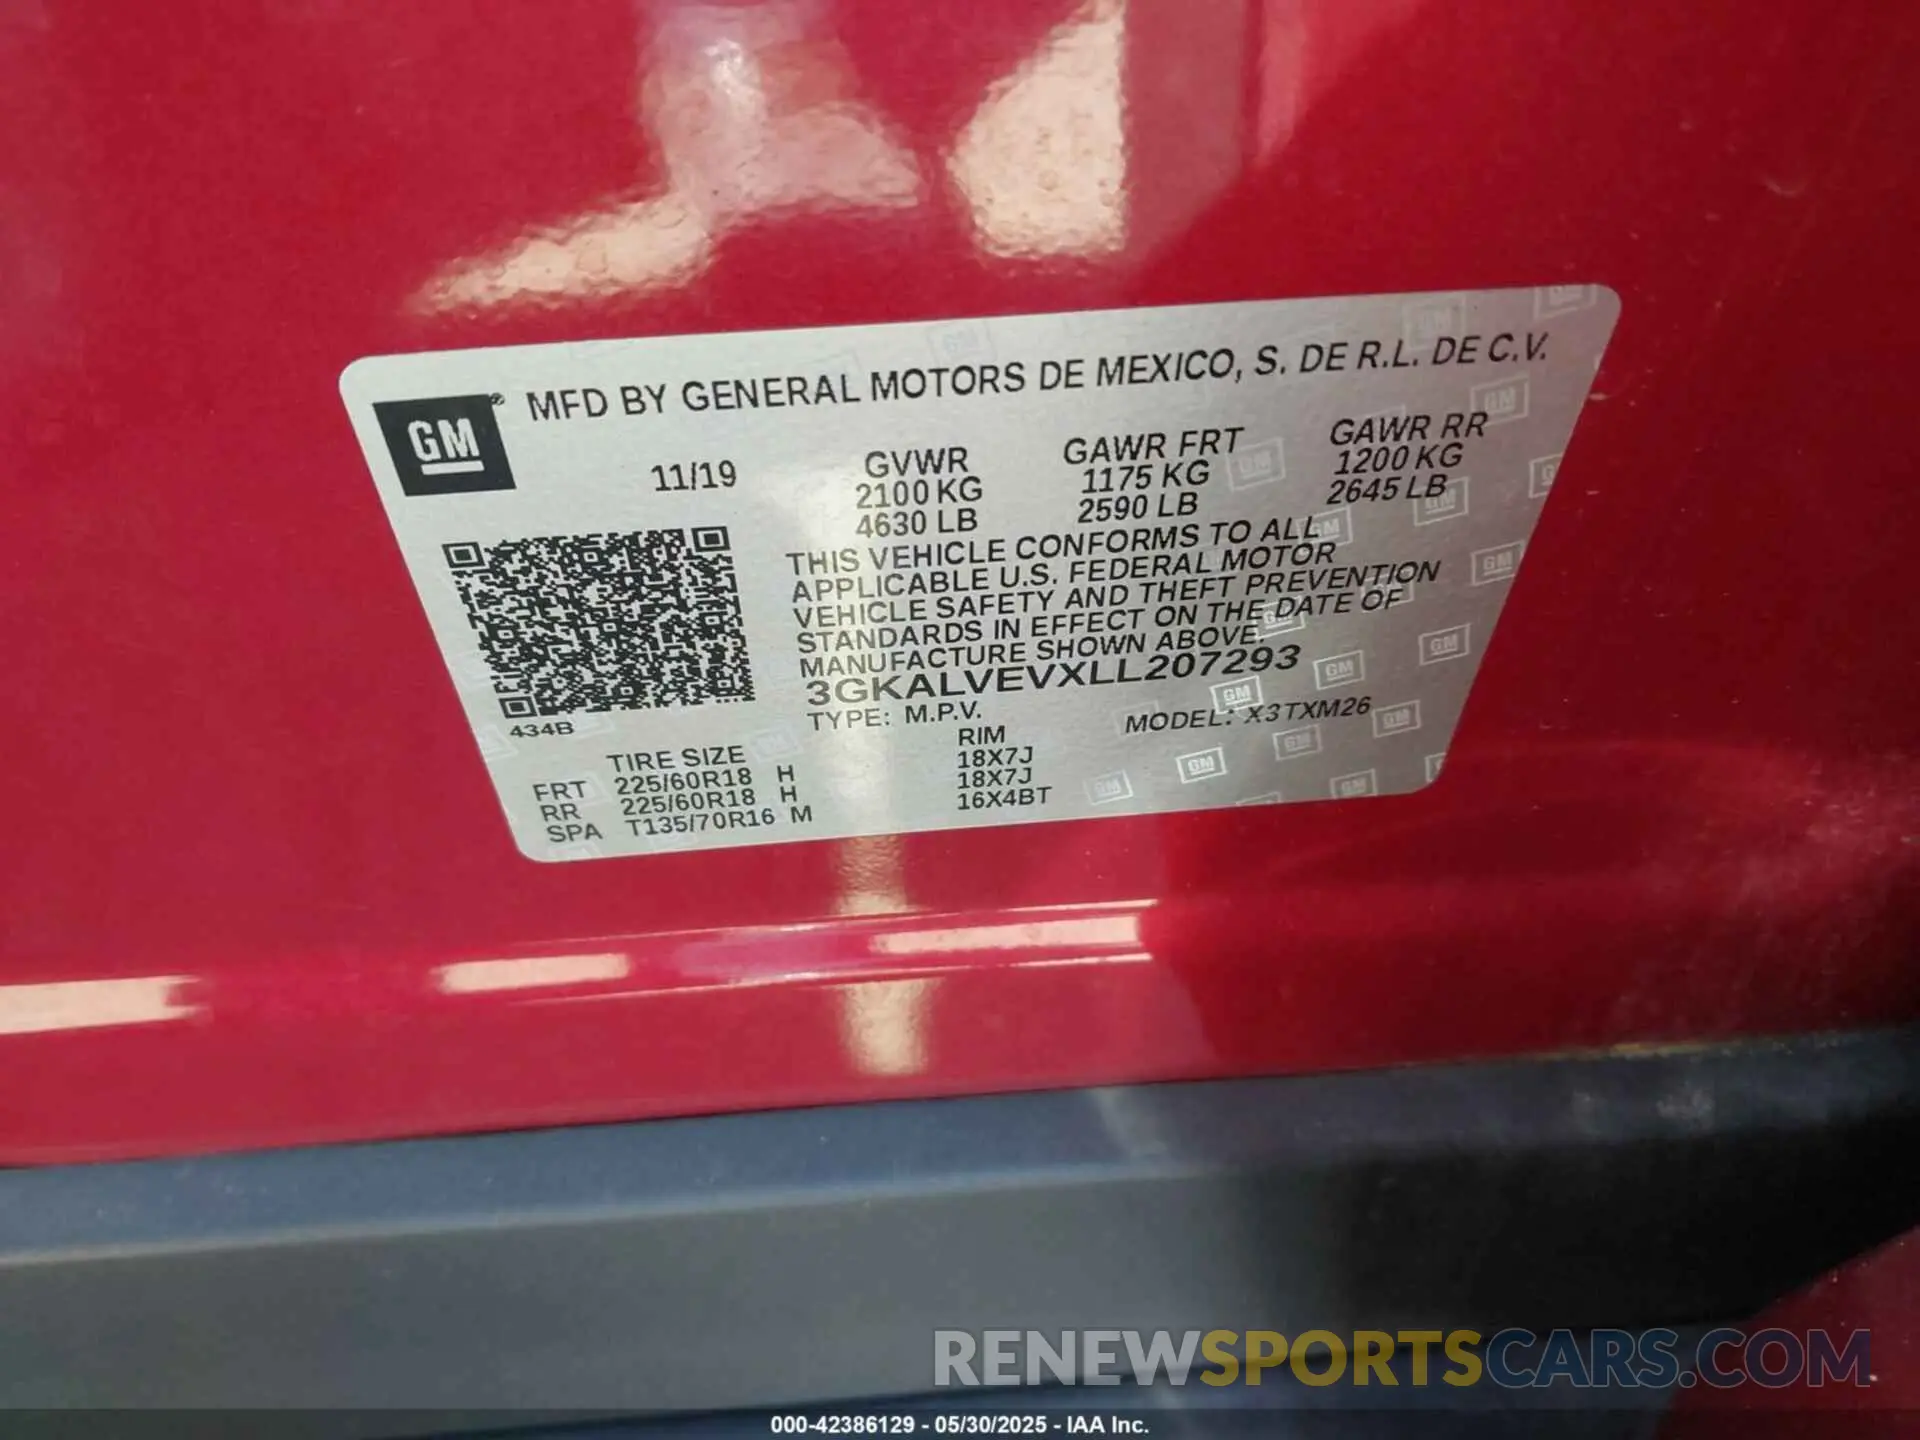 GM® MFD BY GENERAL MOTORS DE MEXICO, S. DE R.L. DE C.V.
11/19 GVWR GAWR FRT GAWR RR
2100 KG 1175 KG 1200 KG
4630 LB 2590 LB 2645 LB
THIS VEHICLE CONFORMS TO ALL
APPLICABLE U.S. FEDERAL MOTOR
VEHICLE SAFETY AND THEFT PREVENTION
STANDARDS IN EFFECT ON THE DATE OF
MANUFACTURE SHOWN ABOVE.
3GKALVEVXLL207293
434B TYPE: M.P.V. MODEL: X3TXM26
TIRE SIZE RIM
FRT 225/60R18 H 18X7J
RR 225/60R18 H 18X7J
SPA T135/70R16 M 16X4BT
RENEWSPORTSCARS.COM
000-42386129 - 05/30/2025 - IAA Inc.